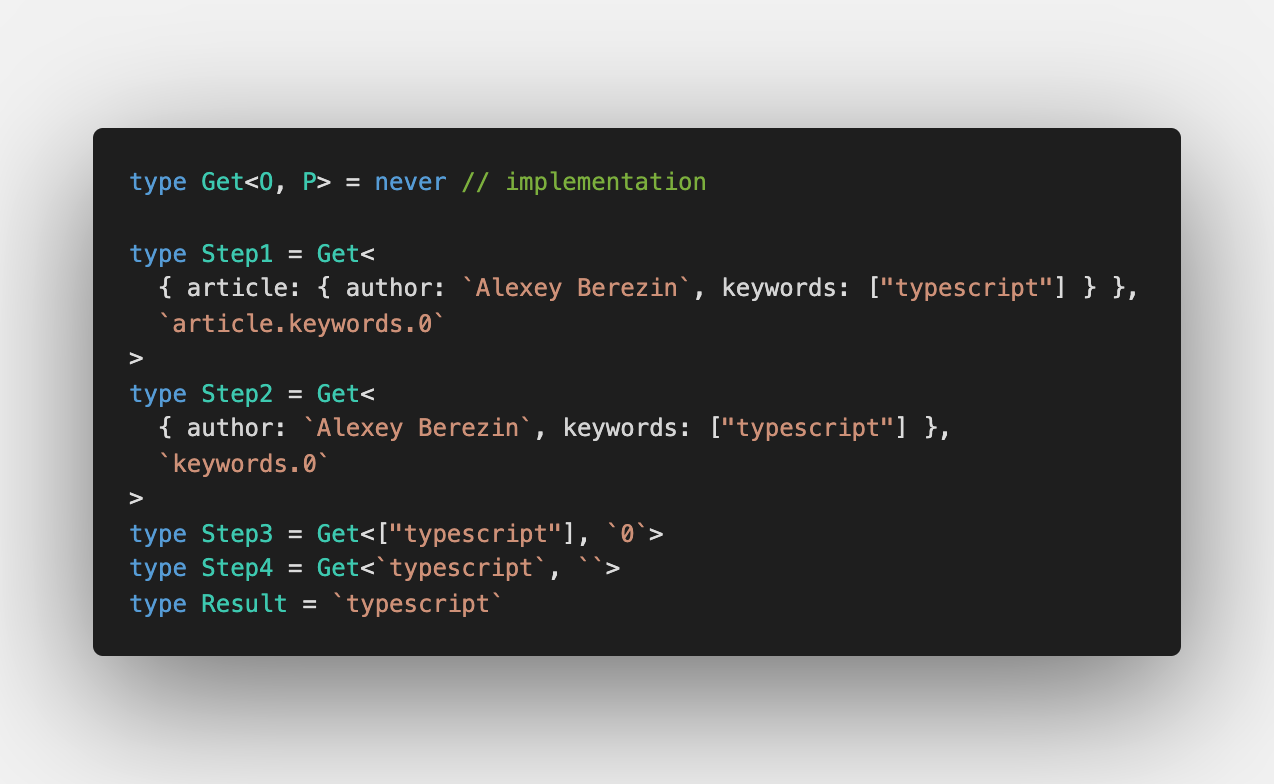 type Get<O, P> = never // implementation
type Step1 = Get<
{ article: { author: `Alexey Berezin`, keywords: ["typescript"] } },
`article.keywords.0`
>
type Step2 = Get<
{ author: `Alexey Berezin`, keywords: ["typescript"] },
`keywords.0`
>
type Step3 = Get<["typescript"], `0`>
type Step4 = Get<`typescript`, ``>
type Result = `typescript`